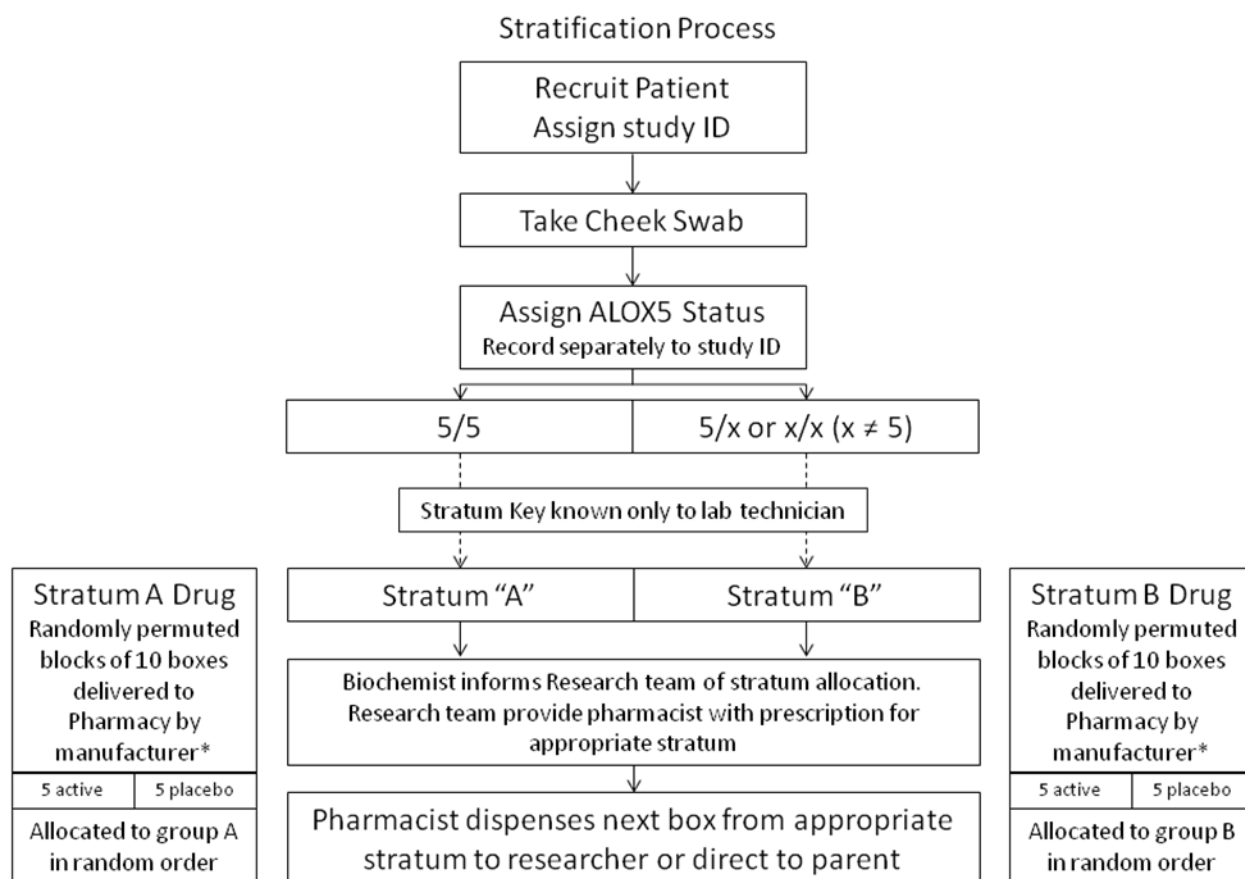 Stratification Process
Recruit Patient
Assign study ID
Take Cheek Swab
Assign ALOX5 Status
Record separately to study ID
5/5
5/x or x/x (x ≠ 5)
Stratum Key known only to lab technician
Stratum A Drug
Randomly permuted
blocks of 10 boxes
delivered to
Pharmacy by
manufacturer*
5 active
5 placebo
Allocated to group A
in random order
Stratum “A”
Stratum “B”
Biochemist informs Research team of stratum allocation.
Research team provide pharmacist with prescription for
appropriate stratum
Pharmacist dispenses next box from appropriate
stratum to researcher or direct to parent
Stratum B Drug
Randomly permuted
blocks of 10 boxes
delivered to
Pharmacy by
manufacturer*
5 active
5 placebo
Allocated to group B
in random order